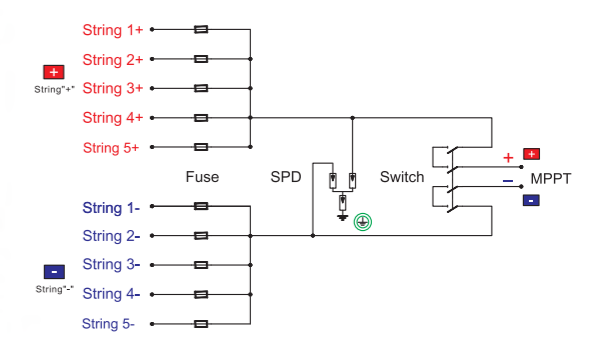 String 1+
String 2+
+
String 3+
String"+"
String 4+
String 5+
+ +
Fuse SPD Switch MPPT
- -
String 1-
String 2-
String 3-
-
String"-"
String 4-
String 5-